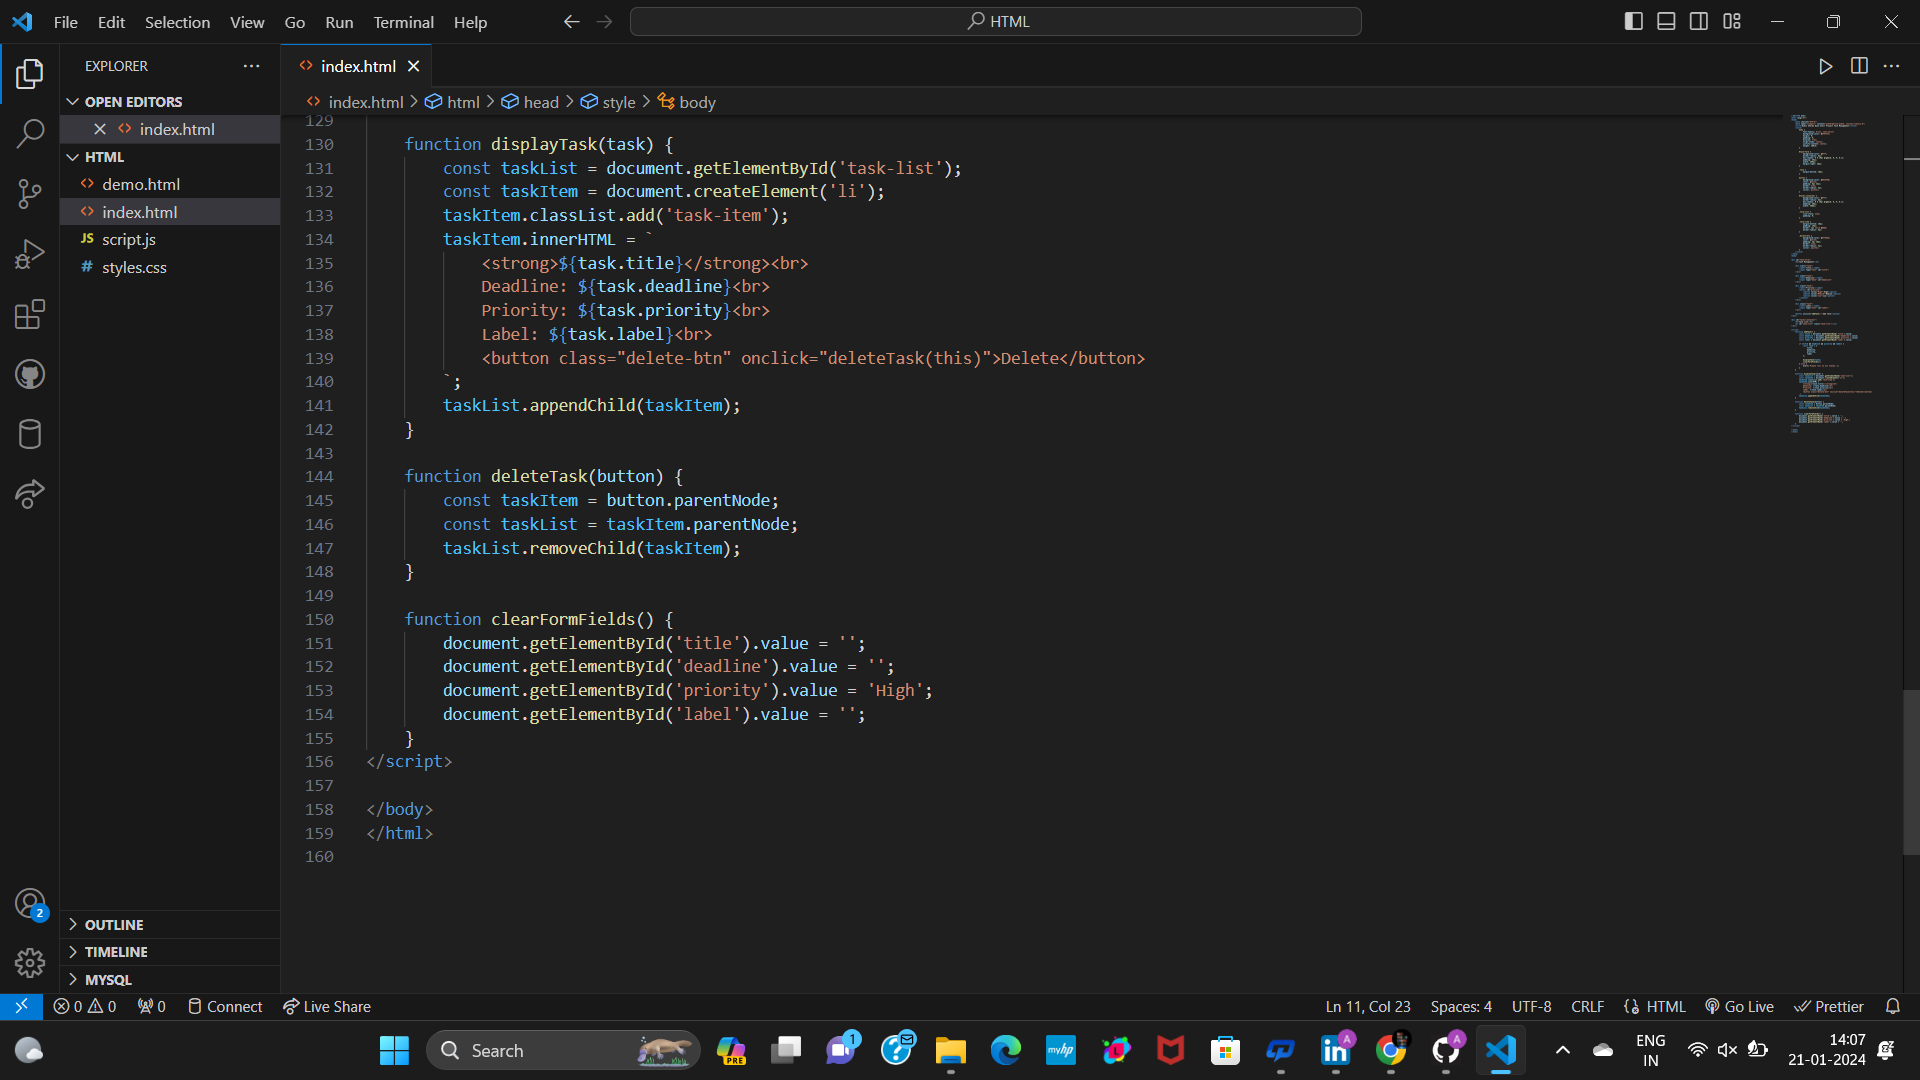 File Edit Selection View Go Run Terminal Help
HTML
EXPLORER
index.html
OPEN EDITORS
index.html
HTML
demo.html
index.html
JS script.js
# styles.css
OUTLINE
TIMELINE
MYSQL
index.html > html > head > style > body
129
130 function displayTask(task) {
131 const taskList = document.getElementById('task-list');
132 const taskItem = document.createElement('li');
133 taskItem.classList.add('task-item');
134 taskItem.innerHTML = `
135 <strong>${task.title}</strong><br>
136 Deadline: ${task.deadline}<br>
137 Priority: ${task.priority}<br>
138 Label: ${task.label}<br>
139 <button class="delete-btn" onclick="deleteTask(this)">Delete</button>
140 `;
141 taskList.appendChild(taskItem);
142 }
143
144 function deleteTask(button) {
145 const taskItem = button.parentNode;
146 const taskList = taskItem.parentNode;
147 taskList.removeChild(taskItem);
148 }
149
150 function clearFormFields() {
151 document.getElementById('title').value = '';
152 document.getElementById('deadline').value = '';
153 document.getElementById('priority').value = 'High';
154 document.getElementById('label').value = '';
155 }
156 </script>
157
158 </body>
159 </html>
160
2
0 0 0 Connect Live Share
Ln 11, Col 23 Spaces: 4 UTF-8 CRLF {} HTML Go Live Prettier
Search
PRE
1
myhp
L
in
A
A
ENG
IN
14:07
21-01-2024